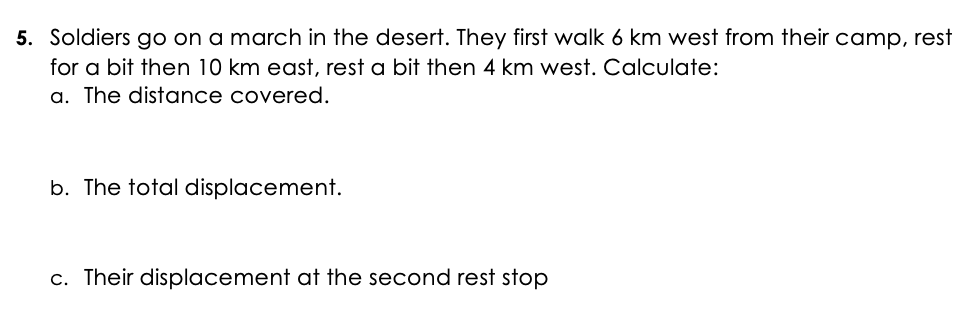 5. Soldiers go on a march in the desert. They first walk 6 km west from their camp, rest
for a bit then 10 km east, rest a bit then 4 km west. Calculate:
a. The distance covered.
b. The total displacement.
c. Their displacement at the second rest stop